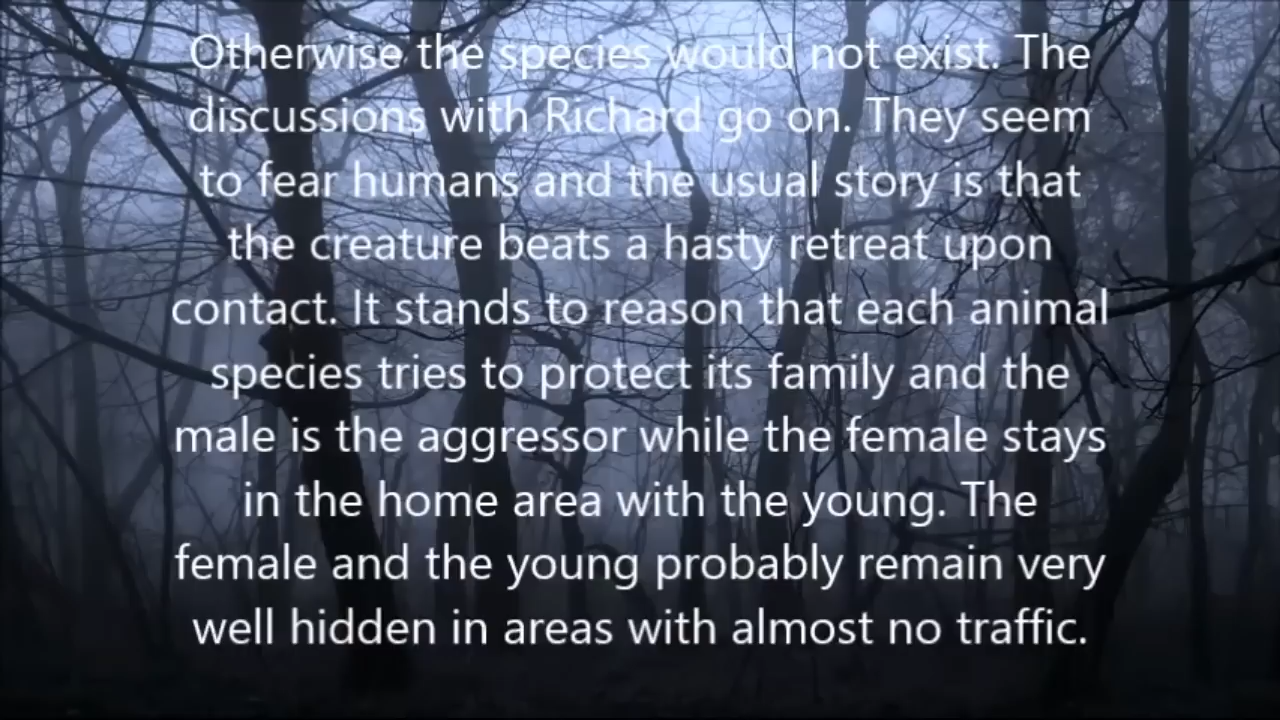 Otherwise the species would not exist. The
discussions with Richard go on. They seem
to fear humans and the usual story is that
the creature beats a hasty retreat upon
contact. It stands to reason that each animal
species tries to protect its family and the
male is the aggressor while the female stays
in the home area with the young. The
female and the young probably remain very
well hidden in areas with almost no traffic.